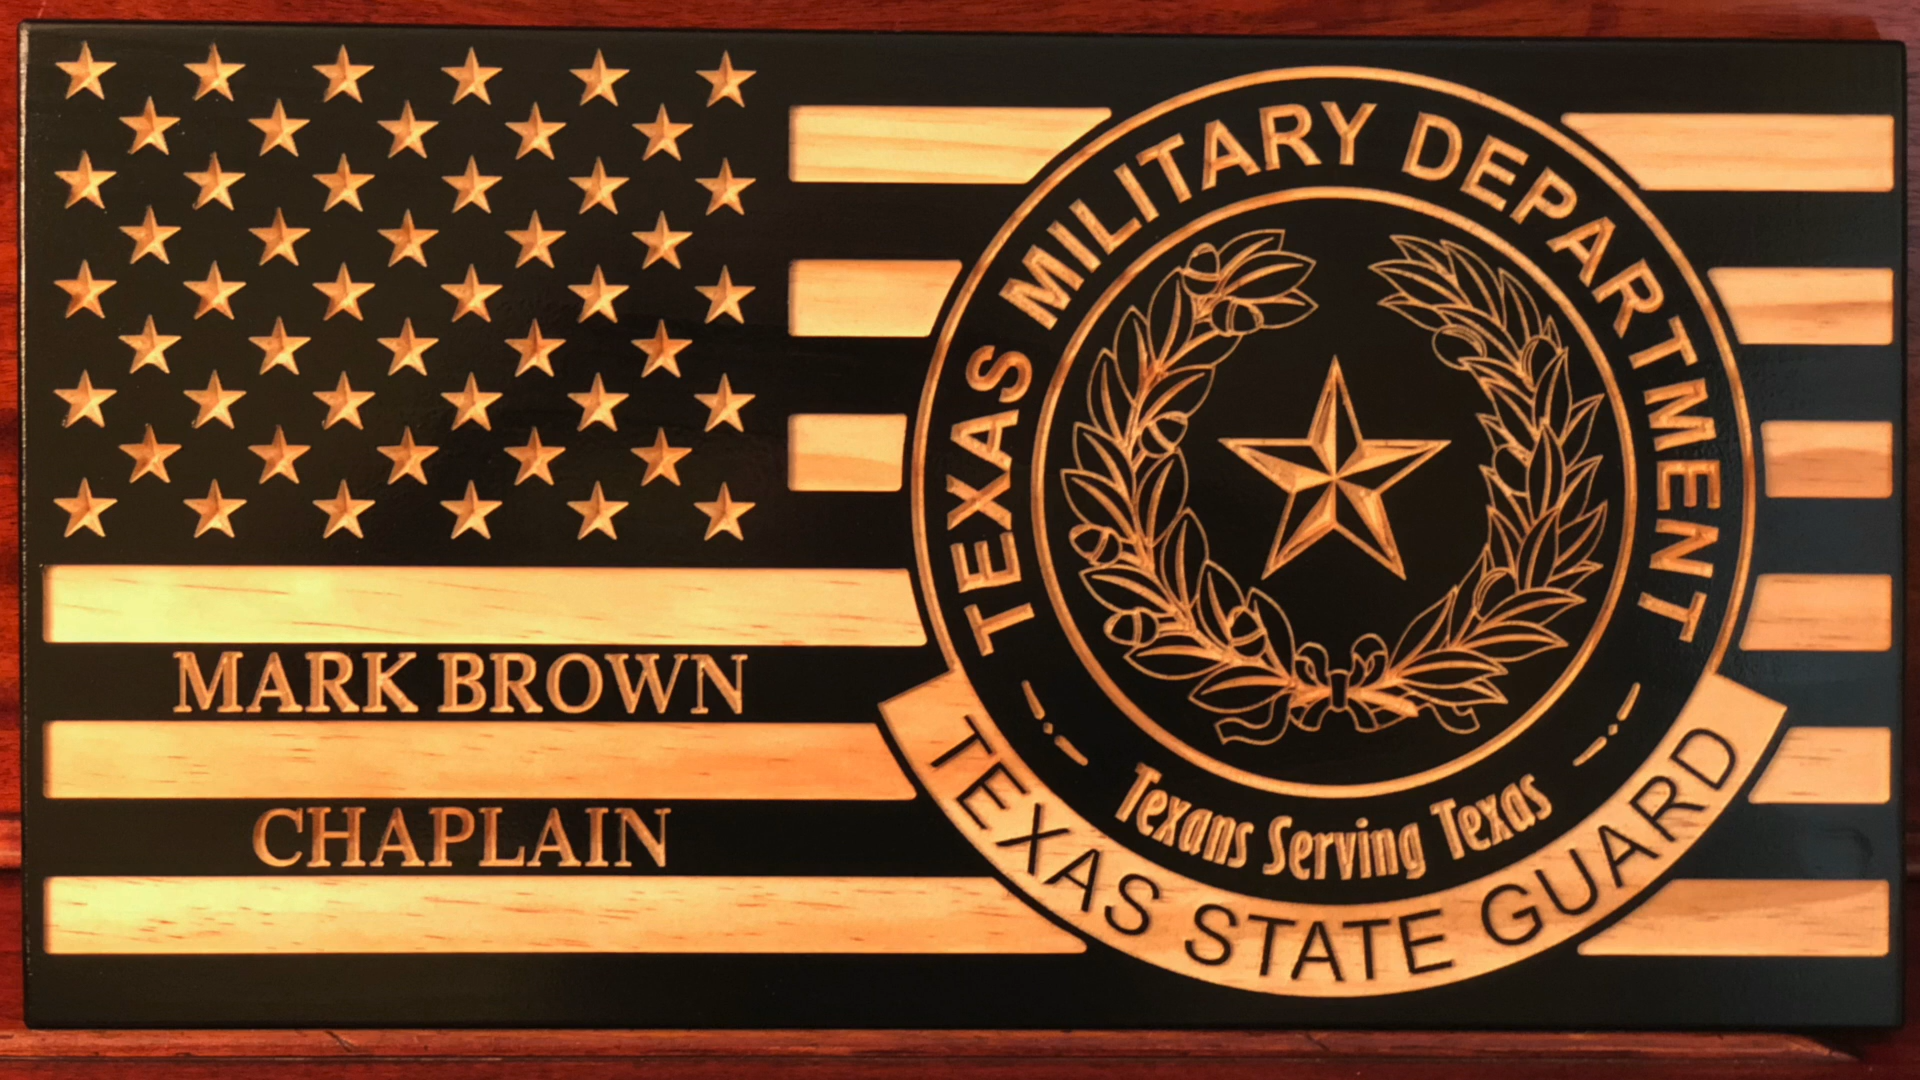 TEXAS MILITARY DEPARTMENT
Texans Serving Texas
TEXAS STATE GUARD
MARK BROWN
CHAPLAIN